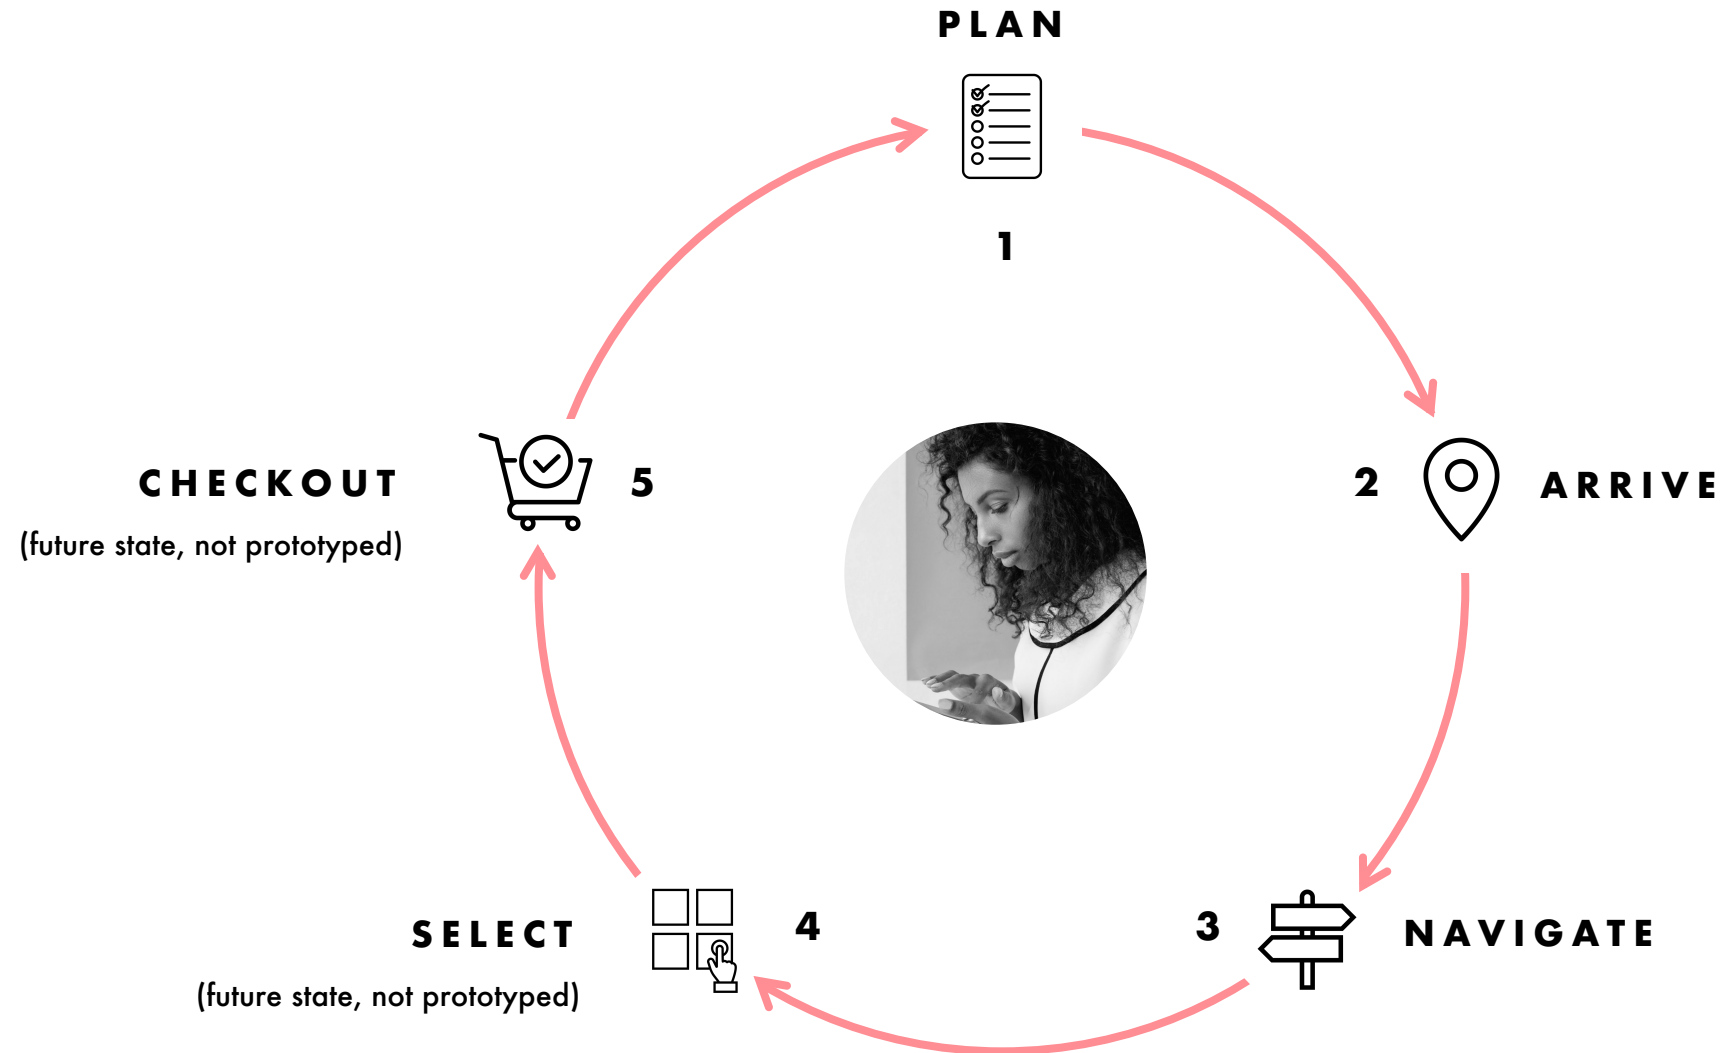 PLAN
1
2
ARRIVE
3
NAVIGATE
4
SELECT
(future state, not prototyped)
5
CHECKOUT
(future state, not prototyped)